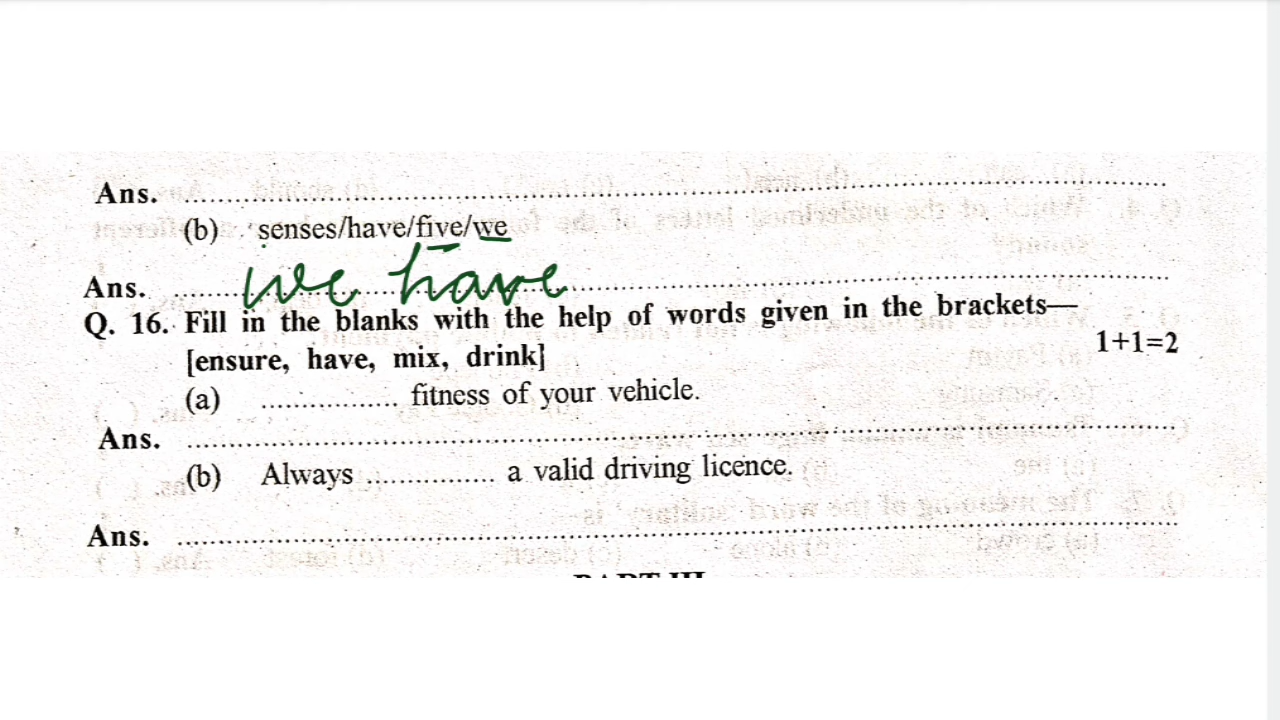 Ans. ................................................................
(b) senses/have/five/we
Ans. ................................................................
we have
Q. 16. Fill in the blanks with the help of words given in the brackets—
[ensure, have, mix, drink] 1+1=2
(a) ................ fitness of your vehicle.
Ans. ................................................................
(b) Always ................ a valid driving licence.
Ans. ................................................................
PART III